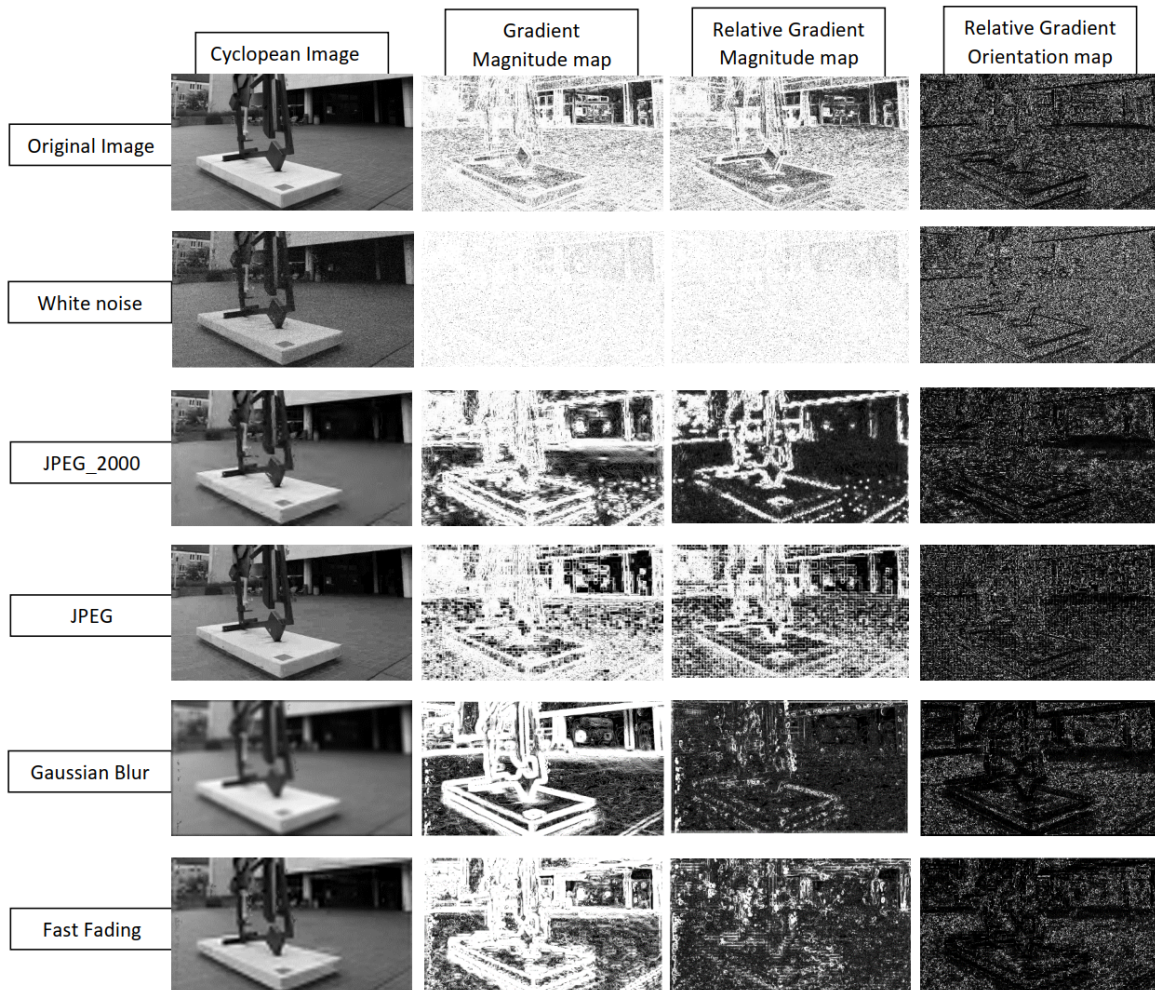 Cyclopean Image
Gradient
Magnitude map
Relative Gradient
Magnitude map
Relative Gradient
Orientation map
Original Image
White noise
JPEG_2000
JPEG
Gaussian Blur
Fast Fading